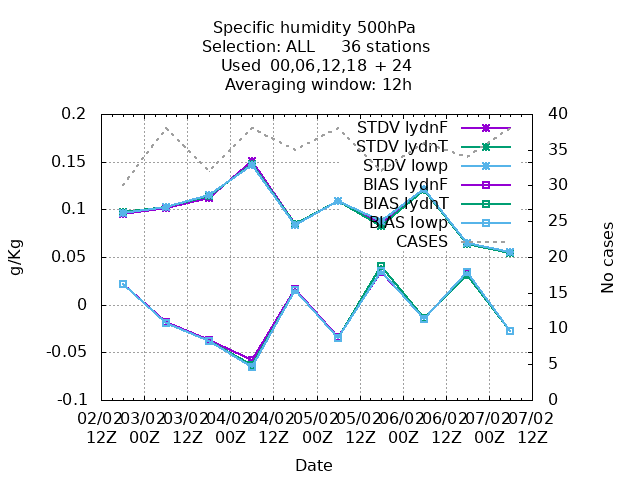 Specific humidity 500hPa
Selection: ALL 36 stations
Used 00,06,12,18 + 24
Averaging window: 12h
0.2
0.15
0.1
0.05
0
-0.05
-0.1
g/Kg
40
35
30
25
20
15
10
5
0
No cases
STDV lydnF
STDV lydnT
STDV lowp
BIAS lydnF
BIAS lydnT
BIAS lowp
CASES
02/02 03/02 03/02 04/02 04/02 05/02 05/02 06/02 06/02 07/02 07/02
12Z 00Z 12Z 00Z 12Z 00Z 12Z 00Z 12Z 00Z 12Z
Date